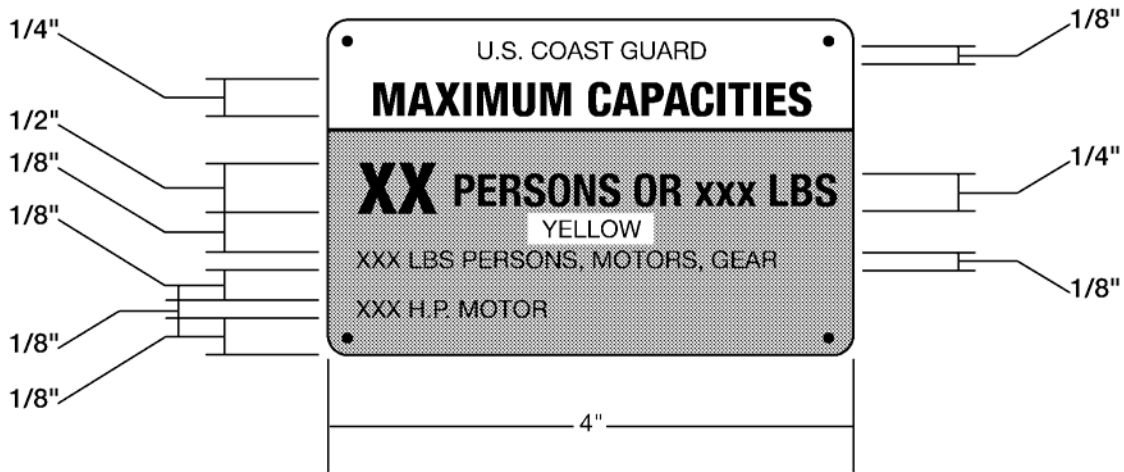 1/4"
1/2"
1/8"
1/8"
1/8"
1/8"
U.S. COAST GUARD
MAXIMUM CAPACITIES
XX PERSONS OR xxx LBS
YELLOW
XXX LBS PERSONS, MOTORS, GEAR
XXX H.P. MOTOR
1/8"
1/4"
1/8"
4"